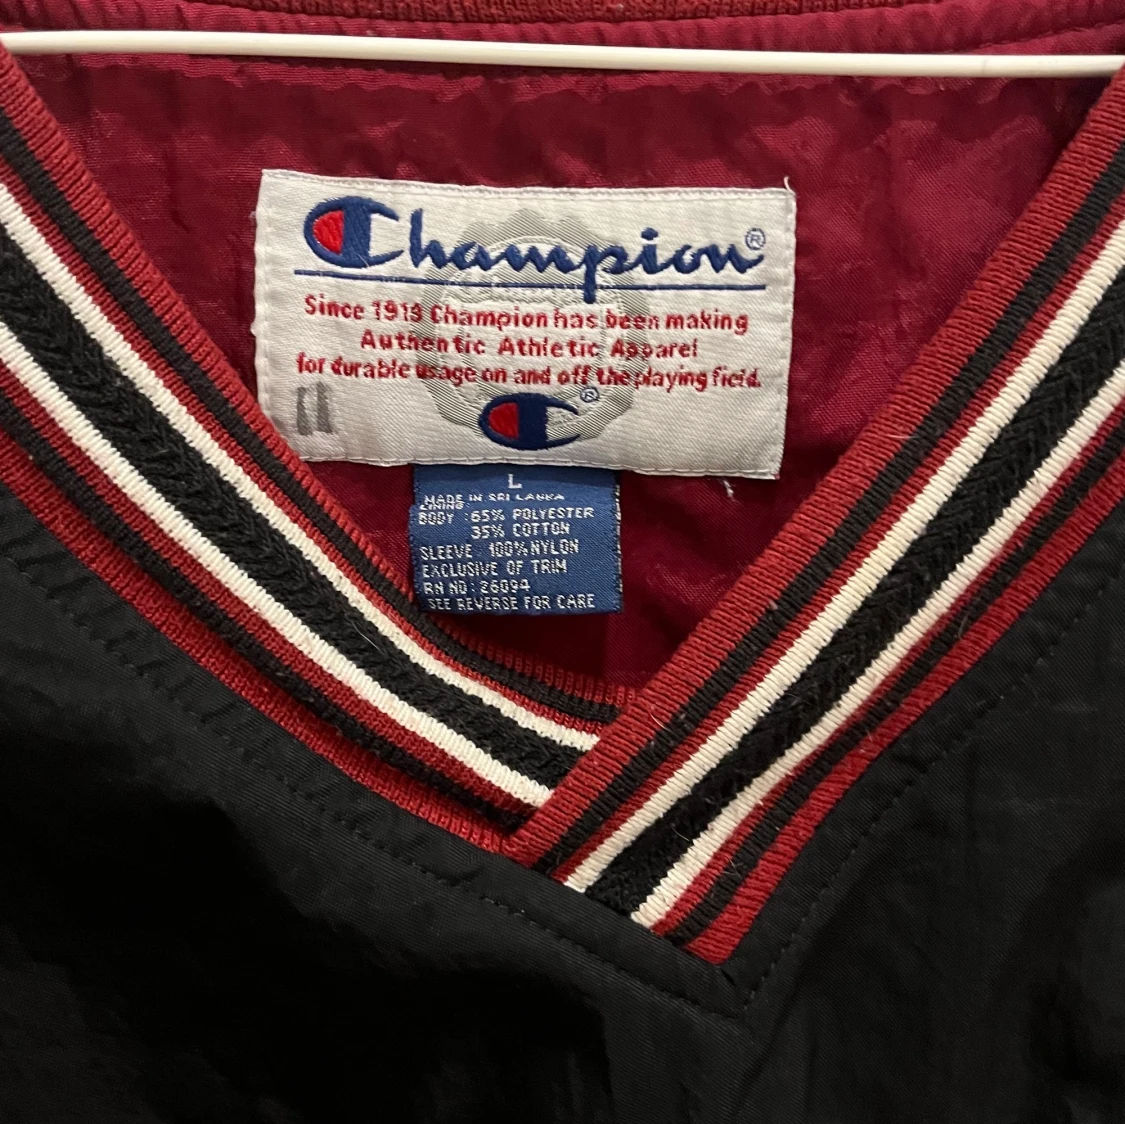 Champion®
Since 1919 Champion has been making
Authentic Athletic Apparel
for durable usage on and off the playing field.
®
L
MADE IN SRI LANKA
LINING
BODY :65% POLYESTER
35% COTTON
SLEEVE 100%NYLON
EXCLUSIVE OF TRIM
RN NO:26094
SEE REVERSE FOR CARE